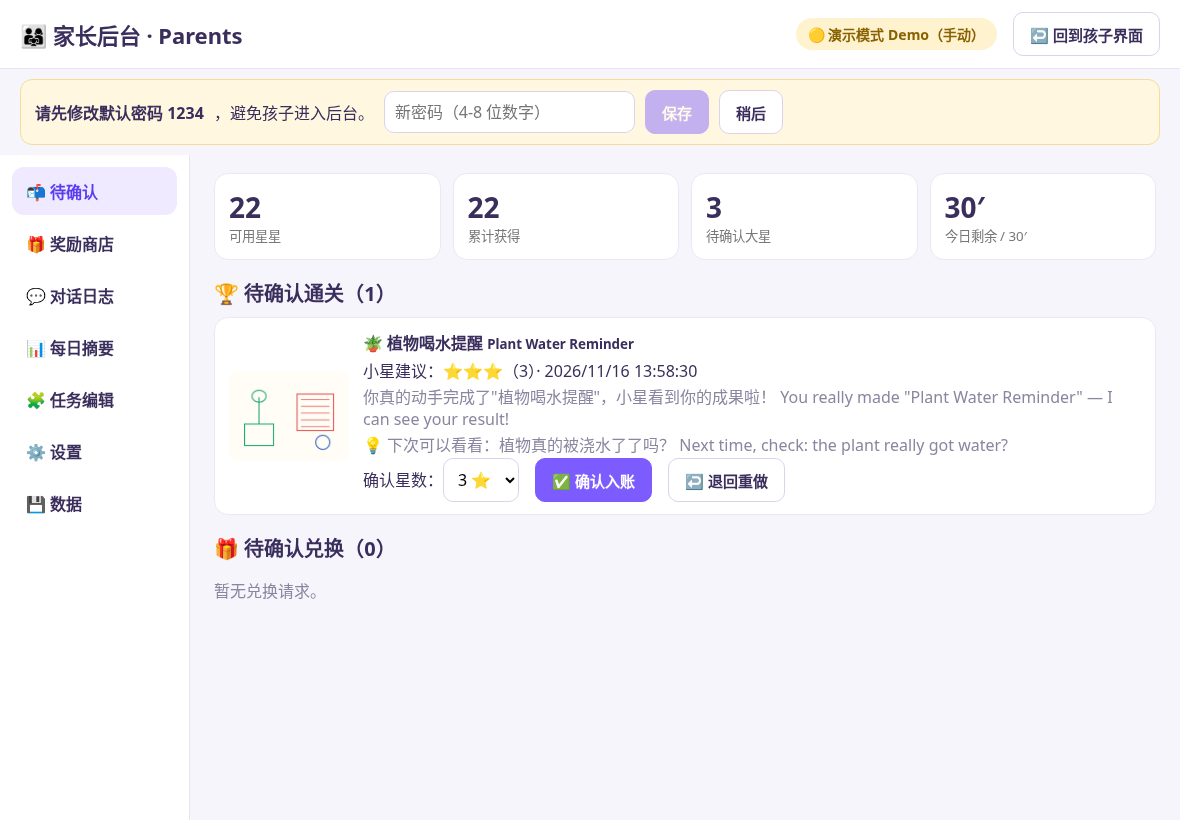 家长后台 · Parents
演示模式 Demo（手动）
回到孩子界面
请先修改默认密码 1234 ，避免孩子进入后台。
新密码（4-8 位数字）
保存
稍后
待确认
奖励商店
对话日志
每日摘要
任务编辑
设置
数据
22
可用星星
22
累计获得
3
待确认大星
30′
今日剩余 / 30′
待确认通关（1）
植物喝水提醒 Plant Water Reminder
小星建议：⭐⭐⭐（3）· 2026/11/16 13:58:30
你真的动手完成了"植物喝水提醒"，小星看到你的成果啦！ You really made "Plant Water Reminder" — I
can see your result!
下次可以看看：植物真的被浇水了了吗？ Next time, check: the plant really got water?
确认星数：
3 ⭐
确认入账
退回重做
待确认兑换（0）
暂无兑换请求。